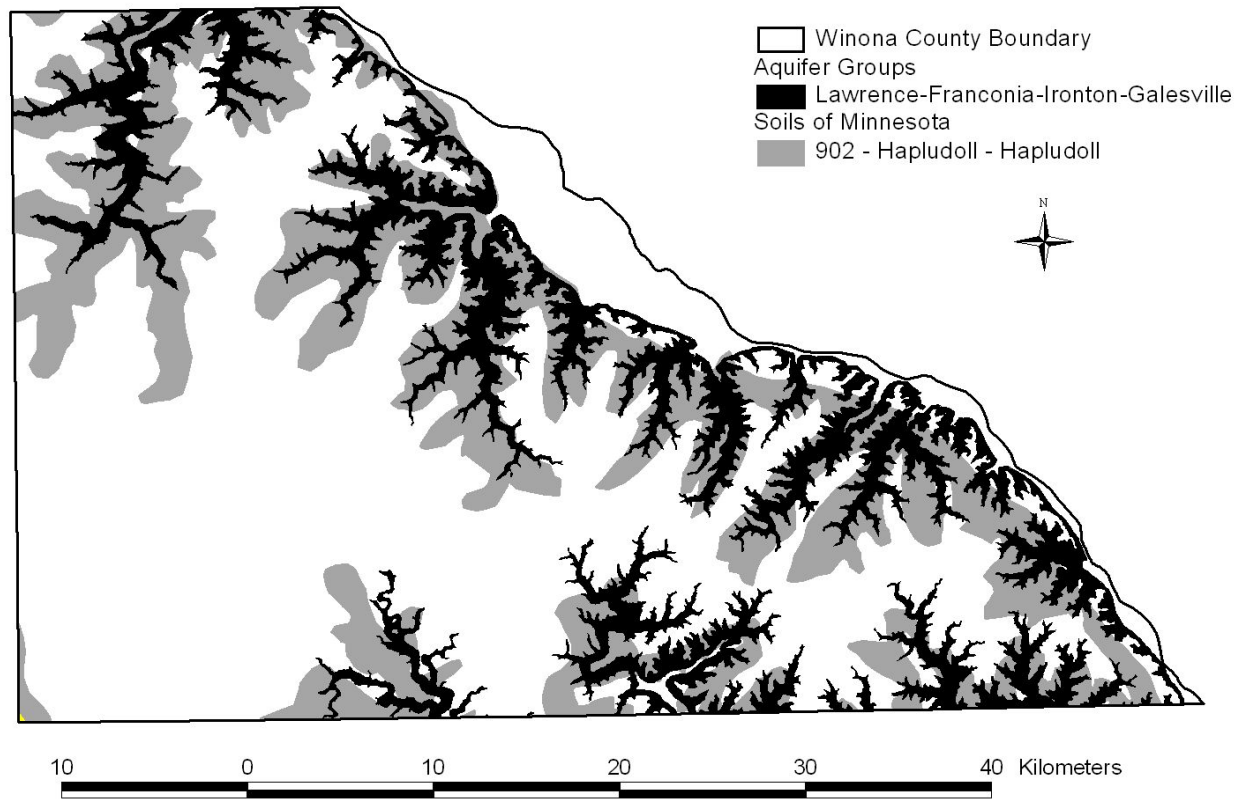 Winona County Boundary
Aquifer Groups
Lawrence-Franconia-Ironton-Galesville
Soils of Minnesota
902 - Hapludoll - Hapludoll
N
10 0 10 20 30 40 Kilometers